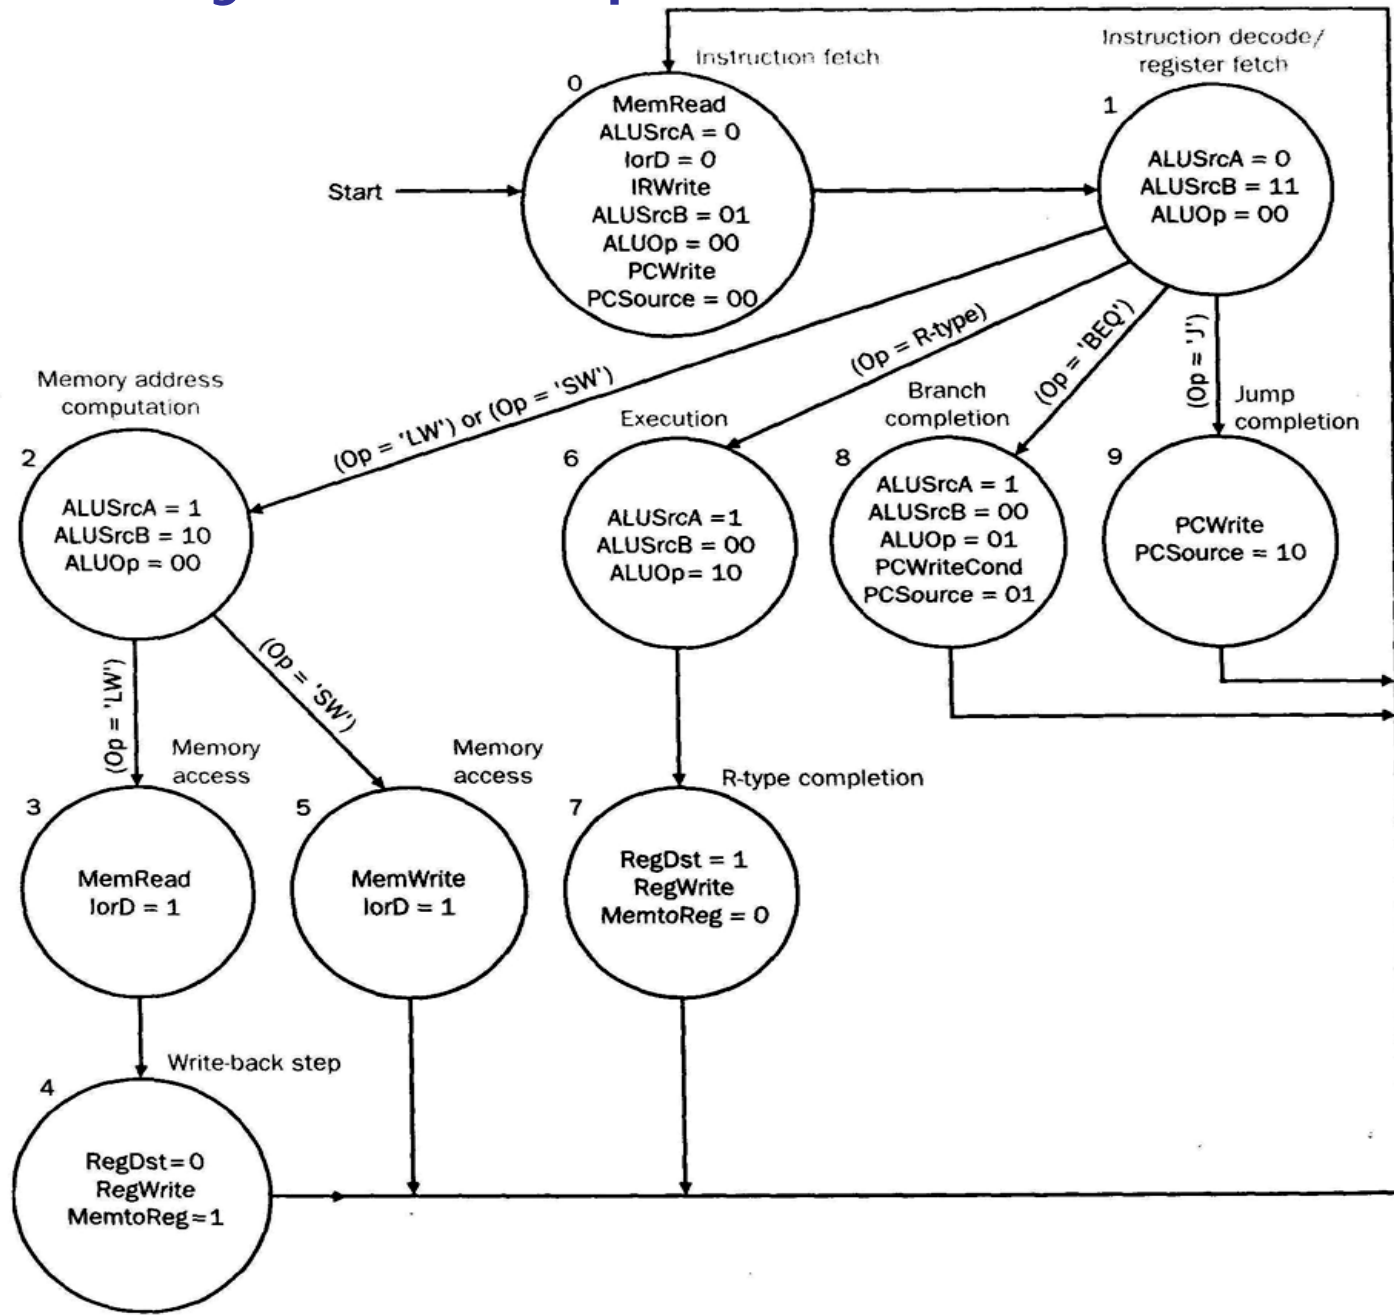 Instruction fetch
0
MemRead
ALUSrcA = 0
IorD = 0
IRWrite
ALUSrcB = 01
ALUOp = 00
PCWrite
PCSource = 00
Start
Instruction decode/
register fetch
1
ALUSrcA = 0
ALUSrcB = 11
ALUOp = 00
(Op = 'LW') or (Op = 'SW')
(Op = R-type)
(Op = 'BEQ')
(Op = 'J')
Memory address
computation
2
ALUSrcA = 1
ALUSrcB = 10
ALUOp = 00
Execution
6
ALUSrcA =1
ALUSrcB = 00
ALUOp= 10
Branch
completion
8
ALUSrcA = 1
ALUSrcB = 00
ALUOp = 01
PCWriteCond
PCSource = 01
Jump
completion
9
PCWrite
PCSource = 10
(Op = 'LW')
(Op = 'SW')
Memory
access
3
MemRead
IorD = 1
Memory
access
5
MemWrite
IorD = 1
R-type completion
7
RegDst = 1
RegWrite
MemtoReg = 0
Write-back step
4
RegDst=0
RegWrite
MemtoReg=1